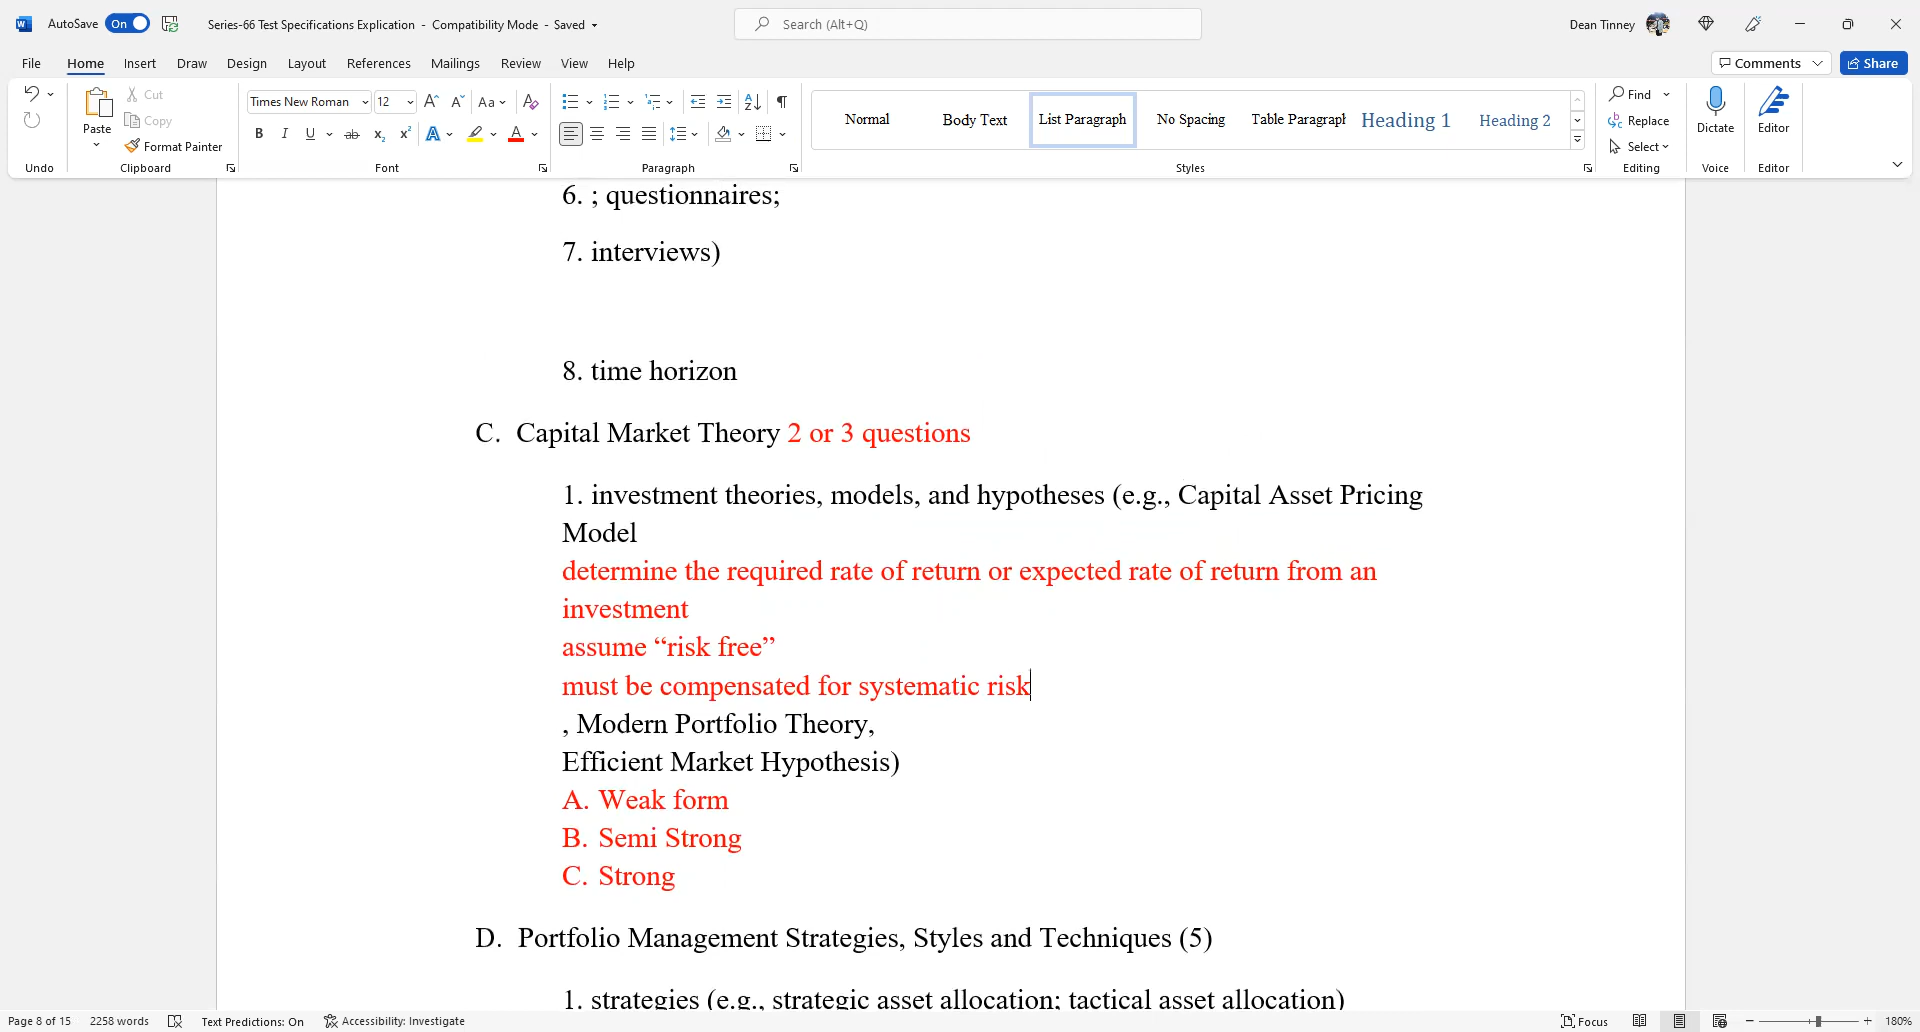 AutoSave On Series-66 Test Specifications Explication - Compatibility Mode - Saved Search (Alt+Q) Dean Tinney
File Home Insert Draw Design Layout References Mailings Review View Help Comments Share
Paste Cut Copy Format Painter
Times New Roman 12 Aa
B I U ab x₂ x² A A
Normal Body Text List Paragraph No Spacing Table Paragraph Heading 1 Heading 2
Find Replace Select Dictate Editor
Undo Clipboard Font Paragraph Styles Editing Voice Editor
6. ; questionnaires;
7. interviews)
8. time horizon
C. Capital Market Theory 2 or 3 questions
1. investment theories, models, and hypotheses (e.g., Capital Asset Pricing
Model
determine the required rate of return or expected rate of return from an
investment
assume “risk free”
must be compensated for systematic risk
, Modern Portfolio Theory,
Efficient Market Hypothesis)
A. Weak form
B. Semi Strong
C. Strong
D. Portfolio Management Strategies, Styles and Techniques (5)
1. strategies (e.g., strategic asset allocation; tactical asset allocation)
Page 8 of 15 2258 words Text Predictions: On Accessibility: Investigate Focus 180%